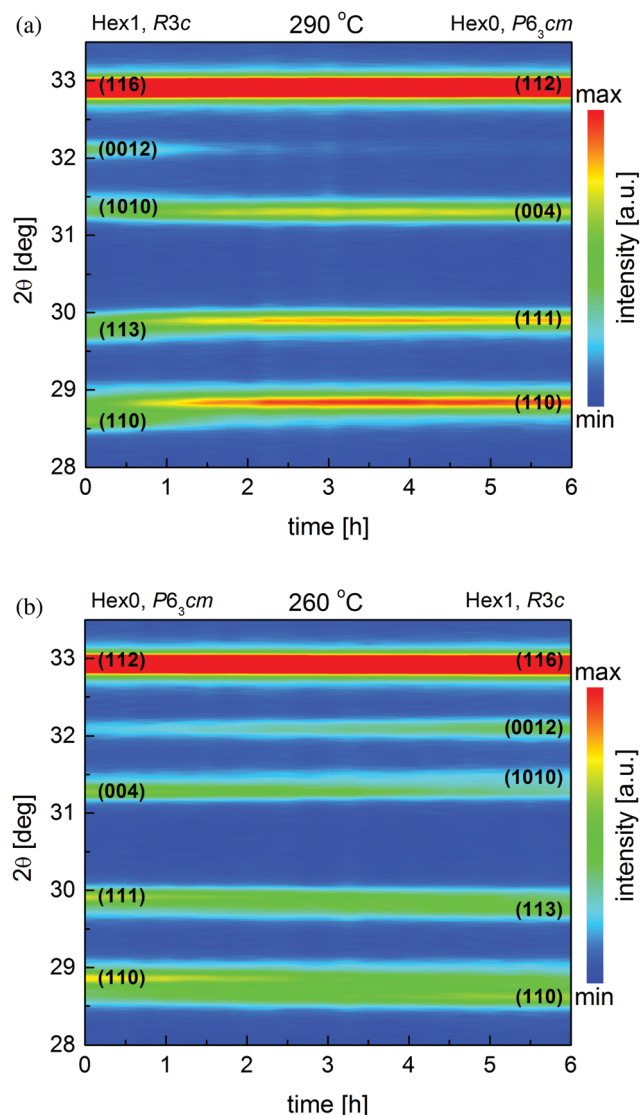 (a)
Hex1, R3c 290 °C Hex0, P6₃cm
2θ [deg]
33
32
31
30
29
28
(116) (112)
(0012)
(1010) (004)
(113) (111)
(110) (110)
0 1 2 3 4 5 6
time [h]
max
intensity [a.u.]
min
(b)
Hex0, P6₃cm 260 °C Hex1, R3c
2θ [deg]
33
32
31
30
29
28
(112) (116)
(0012)
(1010)
(004)
(111)
(113)
(110)
(110)
0 1 2 3 4 5 6
time [h]
max
intensity [a.u.]
min